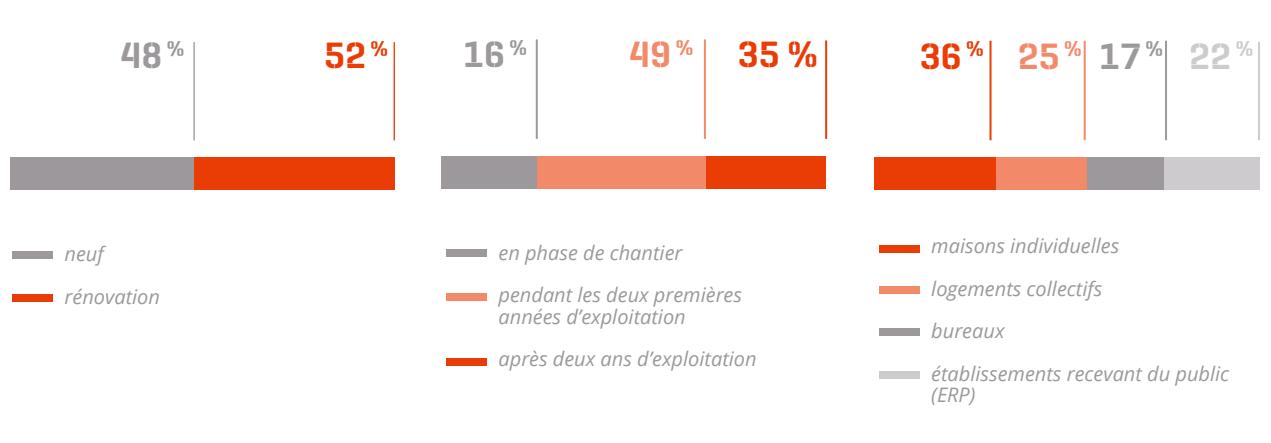 48 %
52 %
neuf
rénovation
16 %
49 %
35 %
en phase de chantier
pendant les deux premières
années d’exploitation
après deux ans d’exploitation
36 %
25 %
17 %
22 %
maisons individuelles
logements collectifs
bureaux
établissements recevant du public
(ERP)